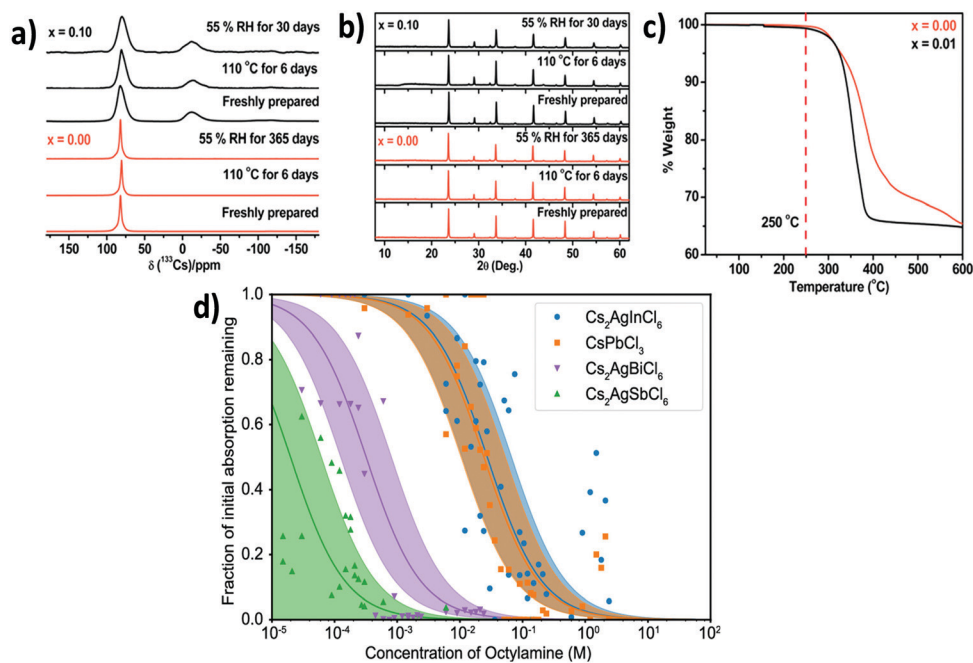 a)
x = 0.10
55 % RH for 30 days
110 °C for 6 days
Freshly prepared
x = 0.00
55 % RH for 365 days
110 °C for 6 days
Freshly prepared
175 100 50 0 -50 -100 -175
δ (¹³³Cs)/ppm
b)
x = 0.10
55 % RH for 30 days
110 °C for 6 days
Freshly prepared
x = 0.00
55 % RH for 365 days
110 °C for 6 days
Freshly prepared
10 20 30 40 50 60
2θ (Deg.)
c)
x = 0.00
x = 0.01
100
90
80
70
60
% Weight
250 °C
100 200 300 400 500 600
Temperature (°C)
d)
1.0
0.8
0.6
0.4
0.2
0.0
Fraction of initial absorption remaining
Cs₂AgInCl₆
CsPbCl₃
Cs₂AgBiCl₆
Cs₂AgSbCl₆
10⁻⁵ 10⁻⁴ 10⁻³ 10⁻² 10⁻¹ 10⁰ 10¹ 10²
Concentration of Octylamine (M)